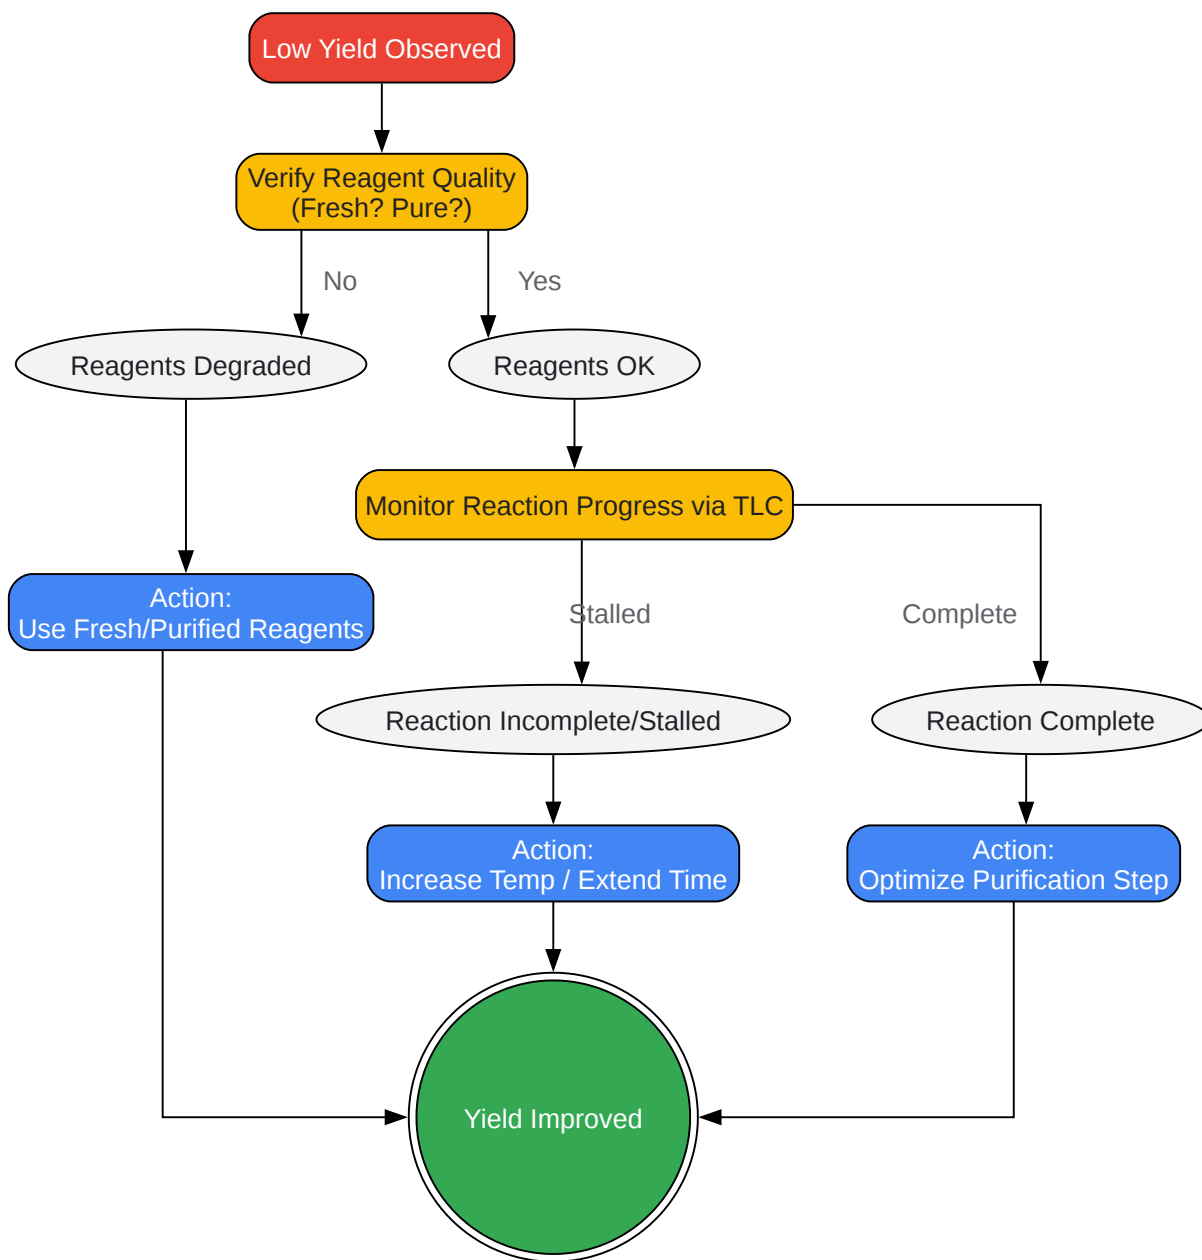 Low Yield Observed
Verify Reagent Quality
(Fresh? Pure?)
No
Yes
Reagents Degraded
Reagents OK
Monitor Reaction Progress via TLC
Action:
Use Fresh/Purified Reagents
Stalled
Complete
Reaction Incomplete/Stalled
Reaction Complete
Action:
Increase Temp / Extend Time
Action:
Optimize Purification Step
Yield Improved